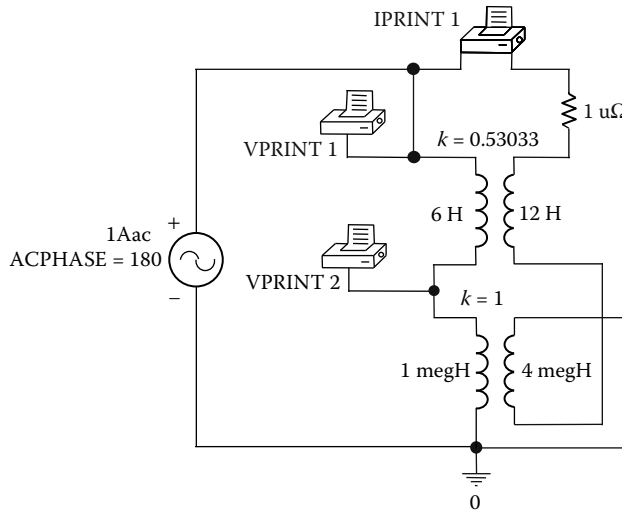 IPRINT 1
1 uΩ
VPRINT 1
k = 0.53033
6 H
12 H
1Aac
ACPHASE = 180
+
−
VPRINT 2
k = 1
1 megH
4 megH
0